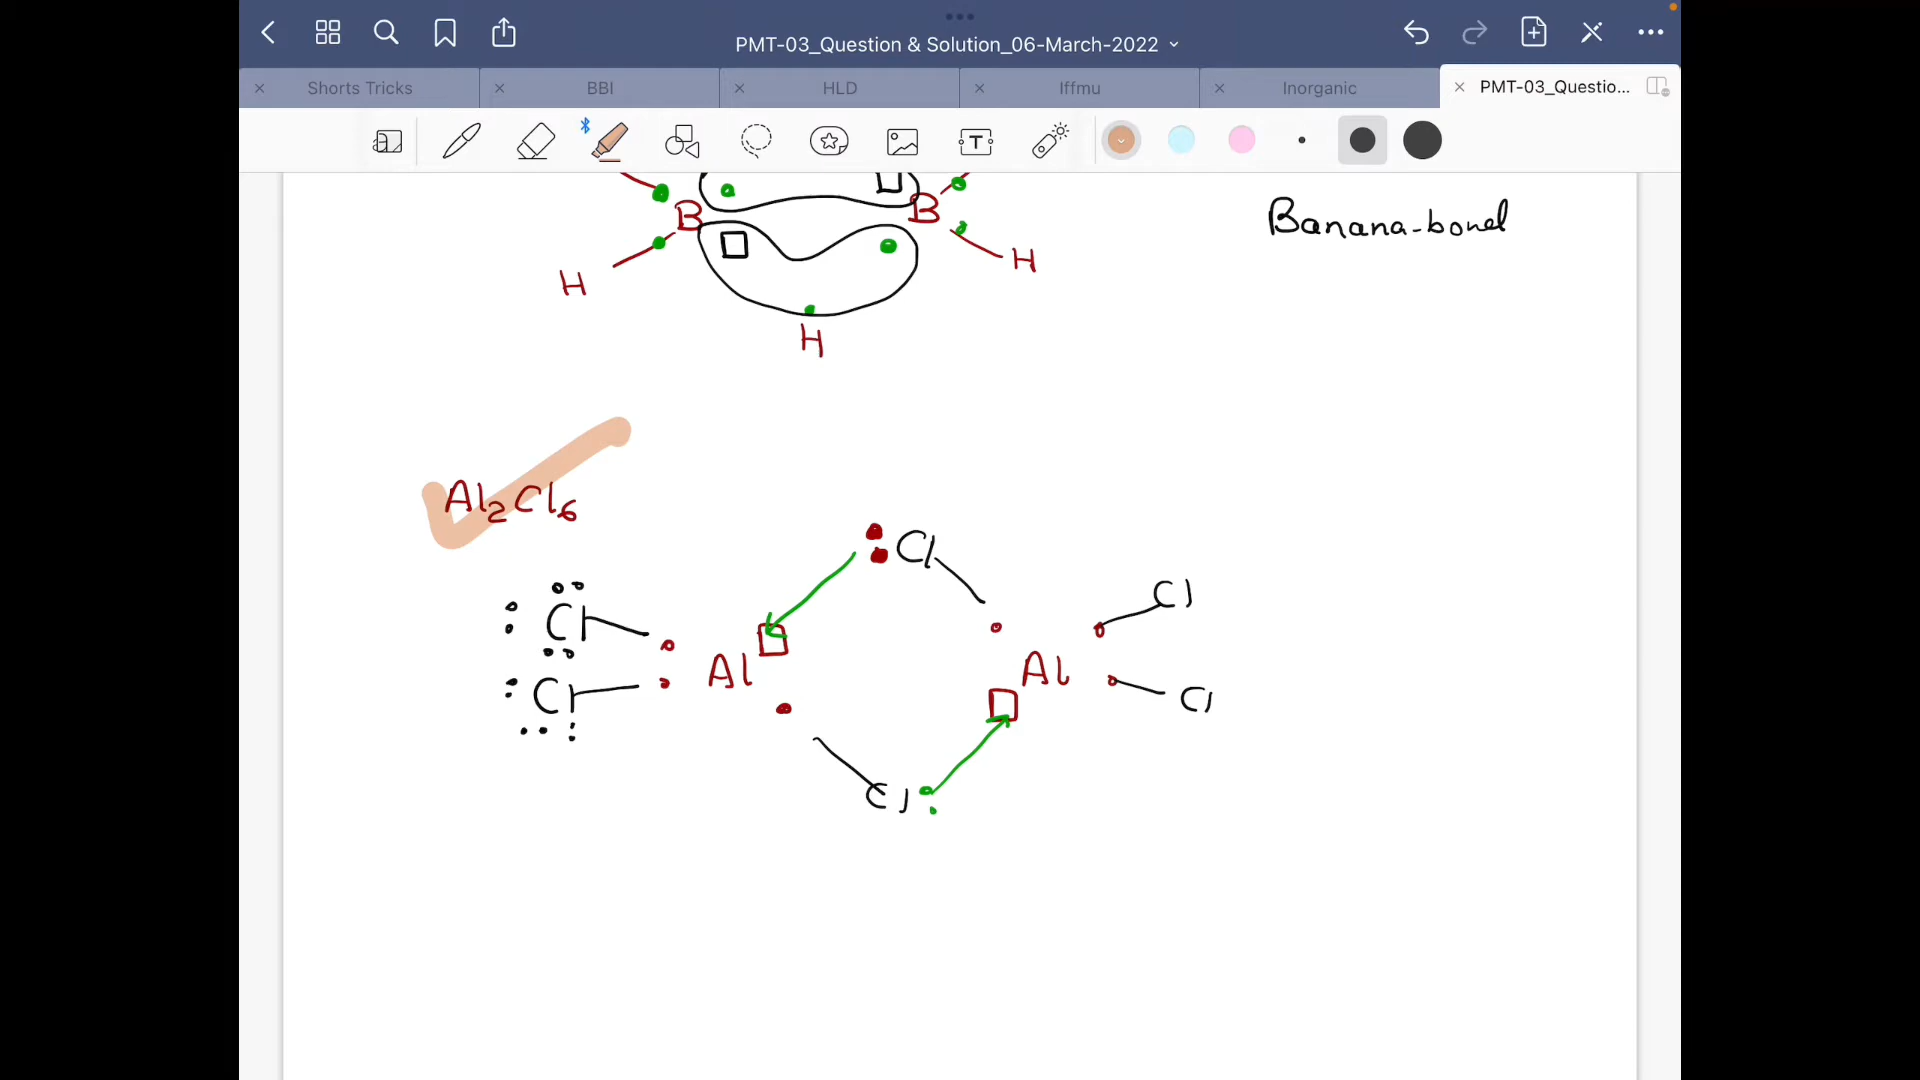 PMT-03_Question & Solution_06-March-2022
Shorts Tricks
BBI
HLD
Iffmu
Inorganic
PMT-03_Questio...
T
B
B
Banana-bond
H
H
H
Al2Cl6
Cl
Cl
Cl
Al
Al
Cl
Cl
Cl